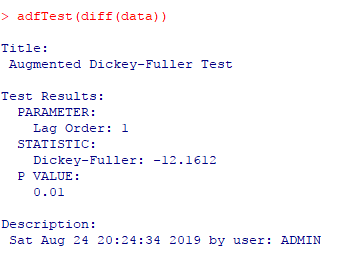 > adfTest(diff(data))
Title:
Augmented Dickey-Fuller Test
Test Results:
PARAMETER:
Lag Order: 1
STATISTIC:
Dickey-Fuller: -12.1612
P VALUE:
0.01
Description:
Sat Aug 24 20:24:34 2019 by user: ADMIN